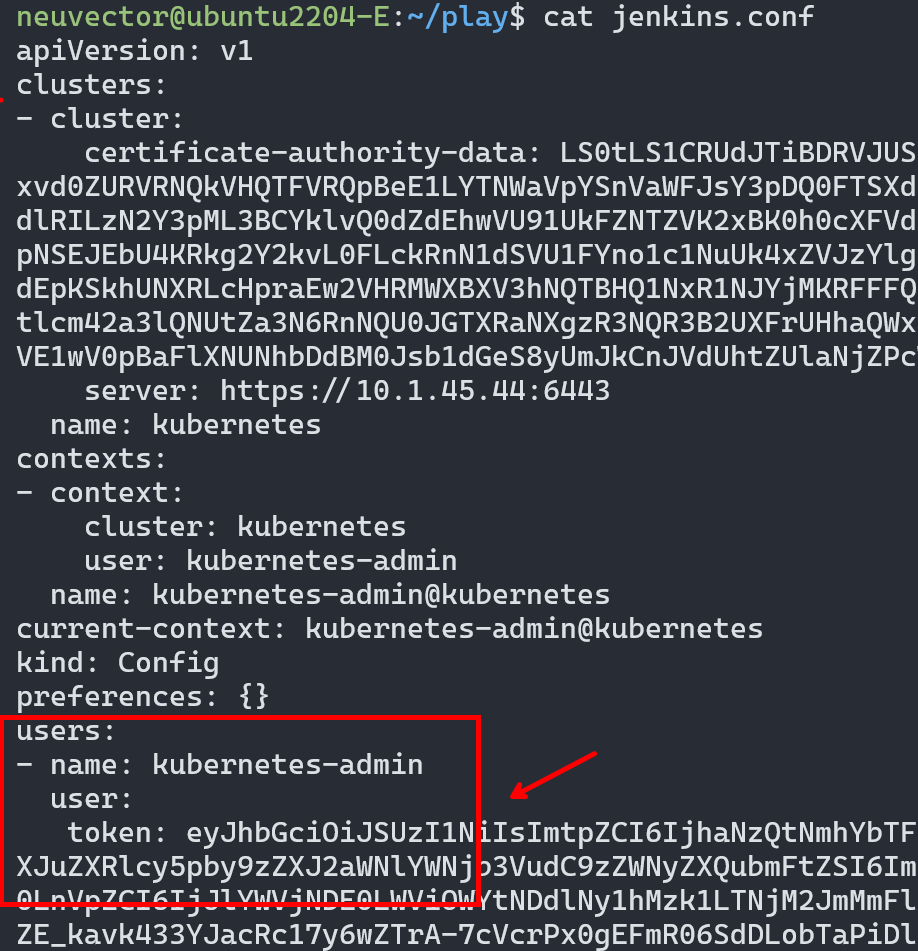 neuvector@ubuntu2204-E:~/play$ cat jenkins.conf
apiVersion: v1
clusters:
- cluster:
    certificate-authority-data: LS0tLS1CRUdJTiBDRVJUS
xvd0ZURVRNQkVHQTFVRQpBeE1LYTNWaVpYSnVaWFJsY3pDQ0FTSXd
dlRILzN2Y3pML3BCYklvQ0dZdEhwVU91UkFZNTZVK2xBK0h0cXFVd
pNSEJEbU4KRkg2Y2kvL0FLckRnN1dSVU1FYno1c1NuUk4xZVJzYlg
dEpKSkhUNXRLcHpraEw2VHRMWXBXV3hNQTBHQ1NxR1NJYjMKRFFFQ
tlcm42a3lQNUtZa3N6RnNQU0JGTXRaNXgzR3NQR3B2UXFrUHhaQWx
VE1wV0pBaFlXNUNhbDdBM0Jsb1dGeS8yUmJkCnJVdUhtZUlaNjZPc
    server: https://10.1.45.44:6443
  name: kubernetes
contexts:
- context:
    cluster: kubernetes
    user: kubernetes-admin
  name: kubernetes-admin@kubernetes
current-context: kubernetes-admin@kubernetes
kind: Config
preferences: {}
users:
- name: kubernetes-admin
  user:
   token: eyJhbGciOiJSUzI1NiIsImtpZCI6IjhaNzQtNmhYbTF
XJuZXRlcy5pby9zZXJ2aWNlYWNjb3VudC9zZWNyZXQubmFtZSI6Im
0LnVpZCI6IjJlYWVjNDE0LWViOWYtNDdlNy1hMzk1LTNjM2JmMmFl
ZE_kavk433YJacRc17y6wZTrA-7cVcrPx0gEFmR06SdDLobTaPiDl